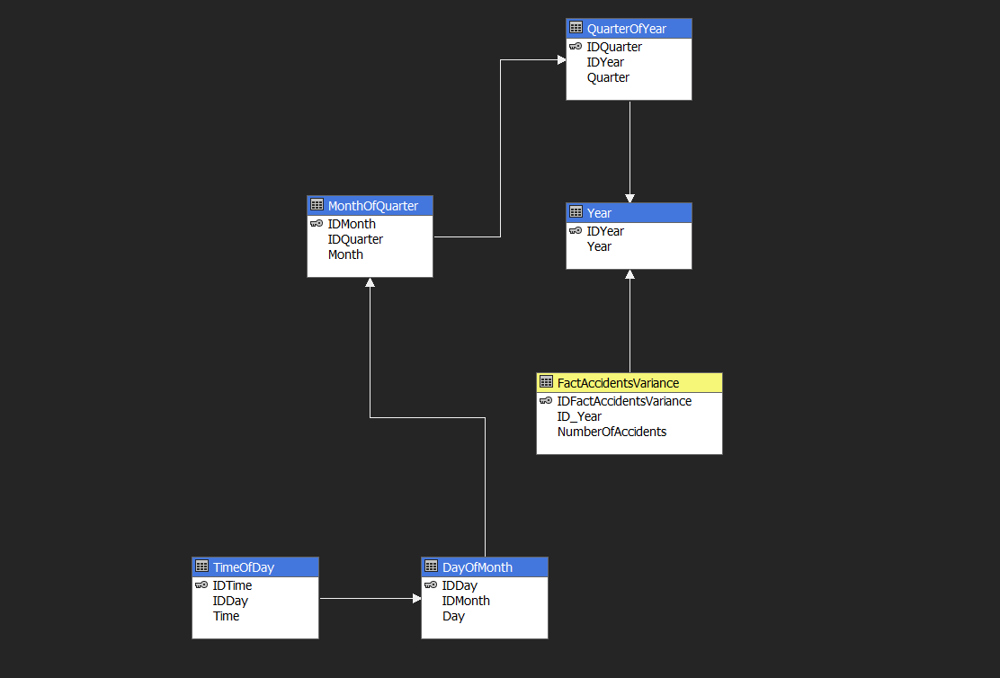 QuarterOfYear
IDQuarter
IDYear
Quarter
MonthOfQuarter
IDMonth
IDQuarter
Month
Year
IDYear
Year
FactAccidentsVariance
IDFactAccidentsVariance
ID_Year
NumberOfAccidents
TimeOfDay
IDTime
IDDay
Time
DayOfMonth
IDDay
IDMonth
Day